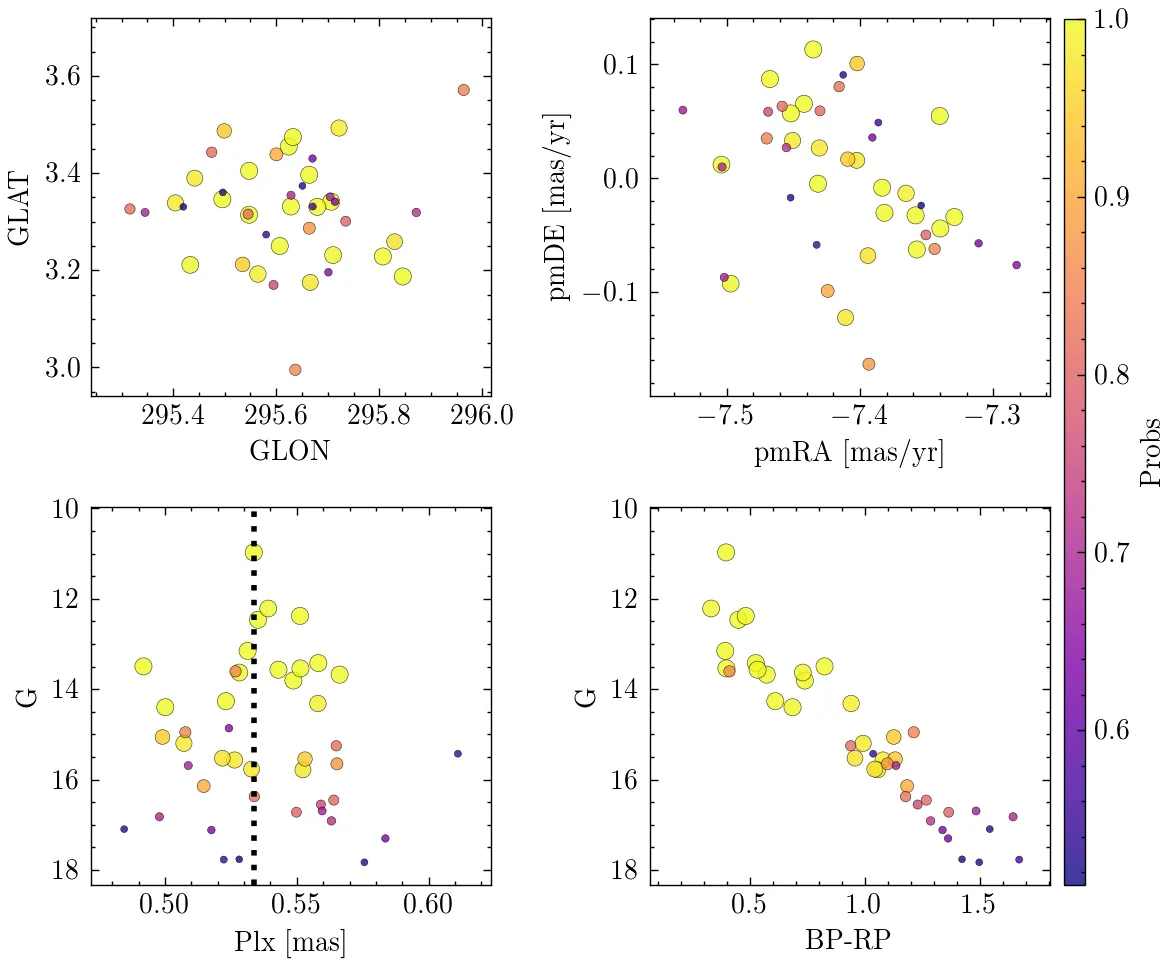 3.6
3.4
3.2
3.0
GLAT
295.4 295.6 295.8 296.0
GLON
0.1
0.0
−0.1
pmDE [mas/yr]
−7.5 −7.4 −7.3
pmRA [mas/yr]
10
12
14
16
18
G
0.50 0.55 0.60
Plx [mas]
10
12
14
16
18
G
0.5 1.0 1.5
BP-RP
1.0
0.9
0.8
0.7
0.6
Probs